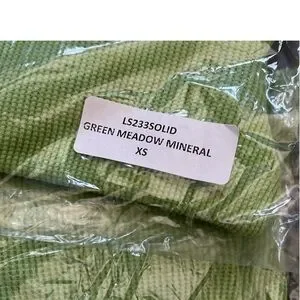 LS233SOLID
GREEN MEADOW MINERAL
XS